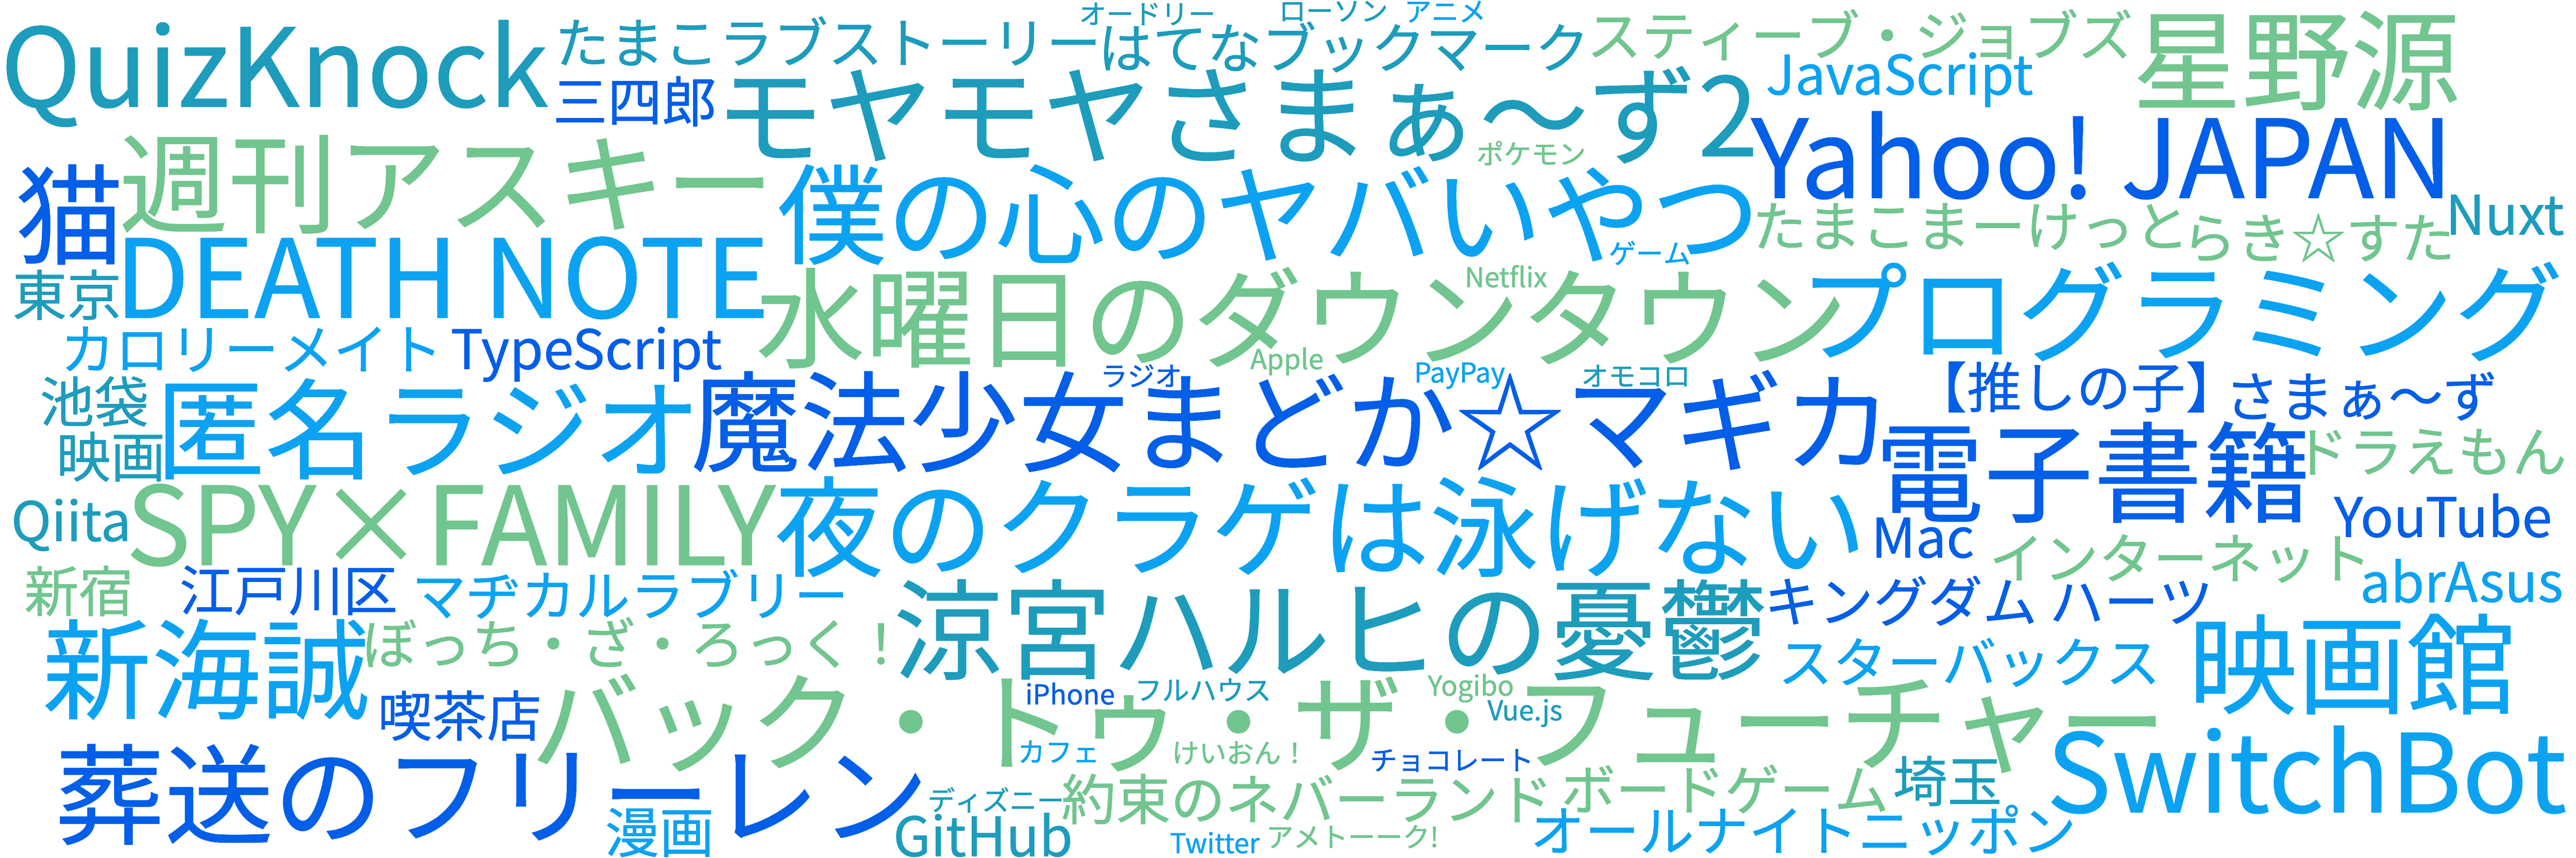 オードリー
ローソン
アニメ
QuizKnock
たまこラブストーリー
はてなブックマーク
スティーブ・ジョブズ
星野源
三四郎
モヤモヤさまぁ～ず2
JavaScript
Yahoo! JAPAN
週刊アスキー
ポケモン
猫
僕の心のヤバいやつ
たまこまーけっと
らき☆すた
Nuxt
DEATH NOTE
ゲーム
東京
水曜日のダウンタウン
Netflix
プログラミング
カロリーメイト
TypeScript
Apple
ラジオ
PayPay
オモコロ
【推しの子】
さまぁ～ず
池袋
匿名ラジオ
魔法少女まどか☆マギカ
映画
電子書籍
ドラえもん
Qiita
SPY×FAMILY
夜のクラゲは泳げない
Mac
YouTube
インターネット
新宿
江戸川区
マヂカルラブリー
涼宮ハルヒの憂鬱
キングダム ハーツ
abrAsus
新海誠
ぼっち・ざ・ろっく！
スターバックス
映画館
喫茶店
バック・トゥ・ザ・フューチャー
iPhone
フルハウス
Yogibo
Vue.js
葬送のフリーレン
カフェ
けいおん！
チョコレート
SwitchBot
漫画
ディズニー
約束のネバーランド
ボードゲーム
埼玉
GitHub
Twitter
アメトーーク!
オールナイトニッポン